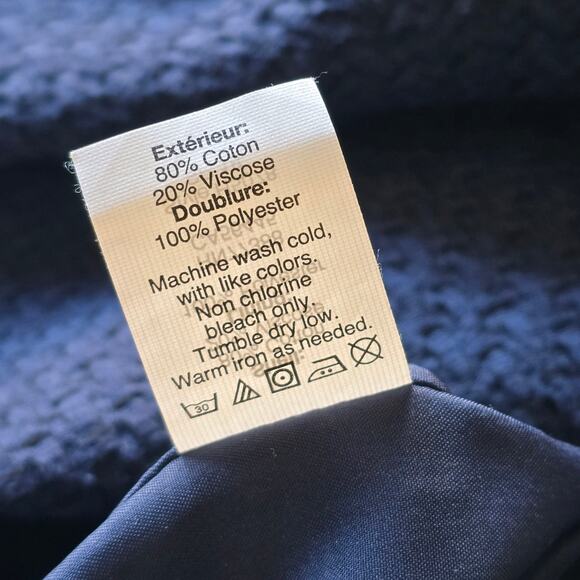 Extérieur:
80% Coton
20% Viscose
Doublure:
100% Polyester
Machine wash cold,
with like colors.
Non chlorine
bleach only.
Tumble dry low.
Warm iron as needed.
30